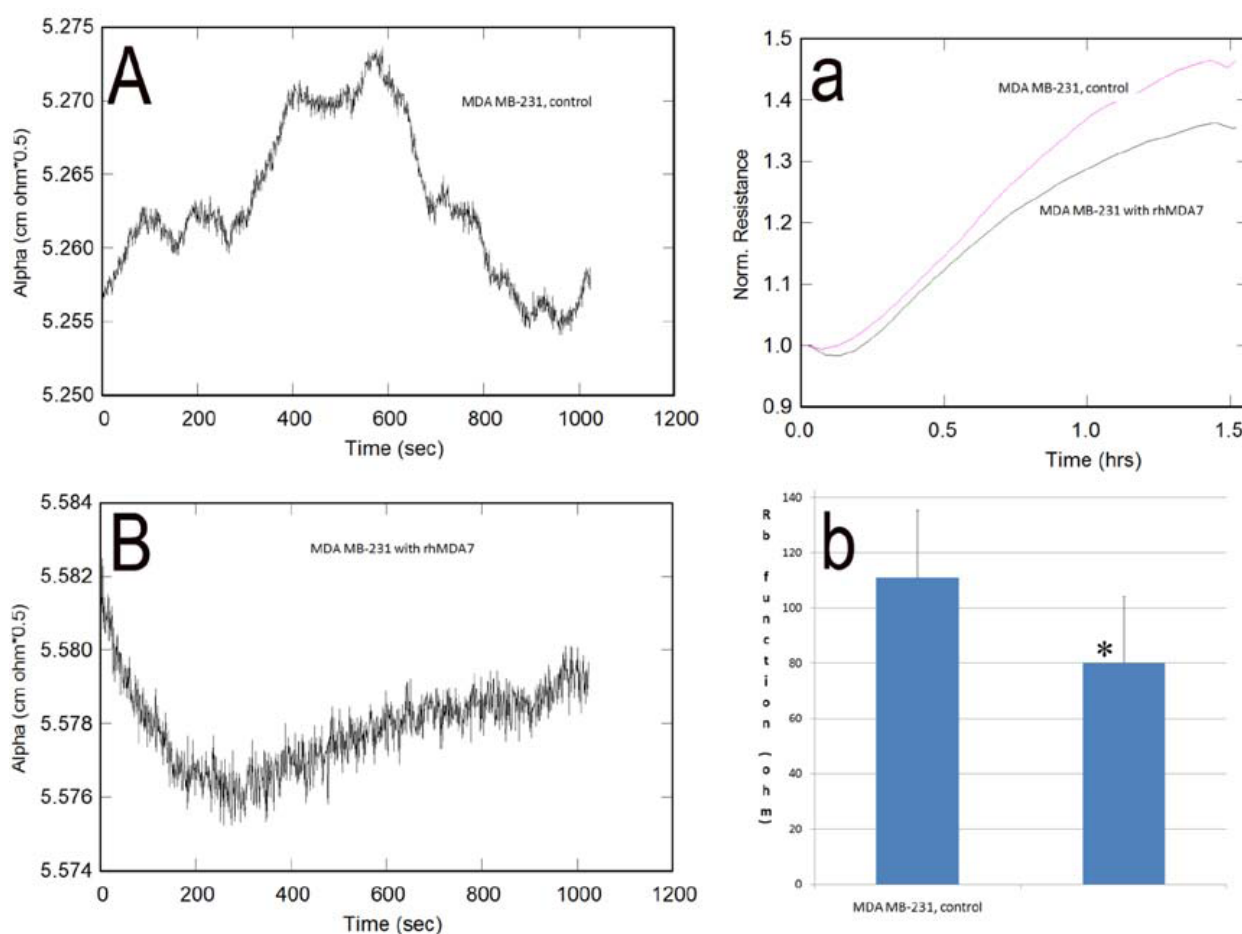 A
MDA MB-231, control
Alpha (cm ohm*0.5)
5.275
5.270
5.265
5.260
5.255
5.250
0 200 400 600 800 1000 1200
Time (sec)
a
MDA MB-231, control
MDA MB-231 with rhMDA7
Norm. Resistance
1.5
1.4
1.3
1.2
1.1
1.0
0.9
0.0 0.5 1.0 1.5
Time (hrs)
B
MDA MB-231 with rhMDA7
Alpha (cm ohm*0.5)
5.584
5.582
5.580
5.578
5.576
5.574
0 200 400 600 800 1000 1200
Time (sec)
b
Rb function (ohm)
140
120
100
80
60
40
20
0
*
MDA MB-231, control